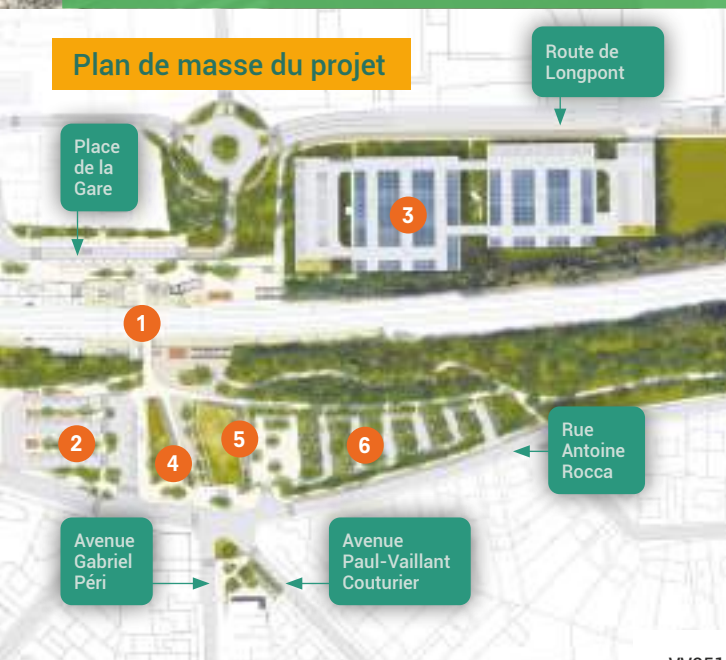 Plan de masse du projet
Route de
Longpont
Place
de la
Gare
3
1
2
4
5
6
Rue
Antoine
Rocca
Avenue
Gabriel
Péri
Avenue
Paul-Vaillant
Couturier